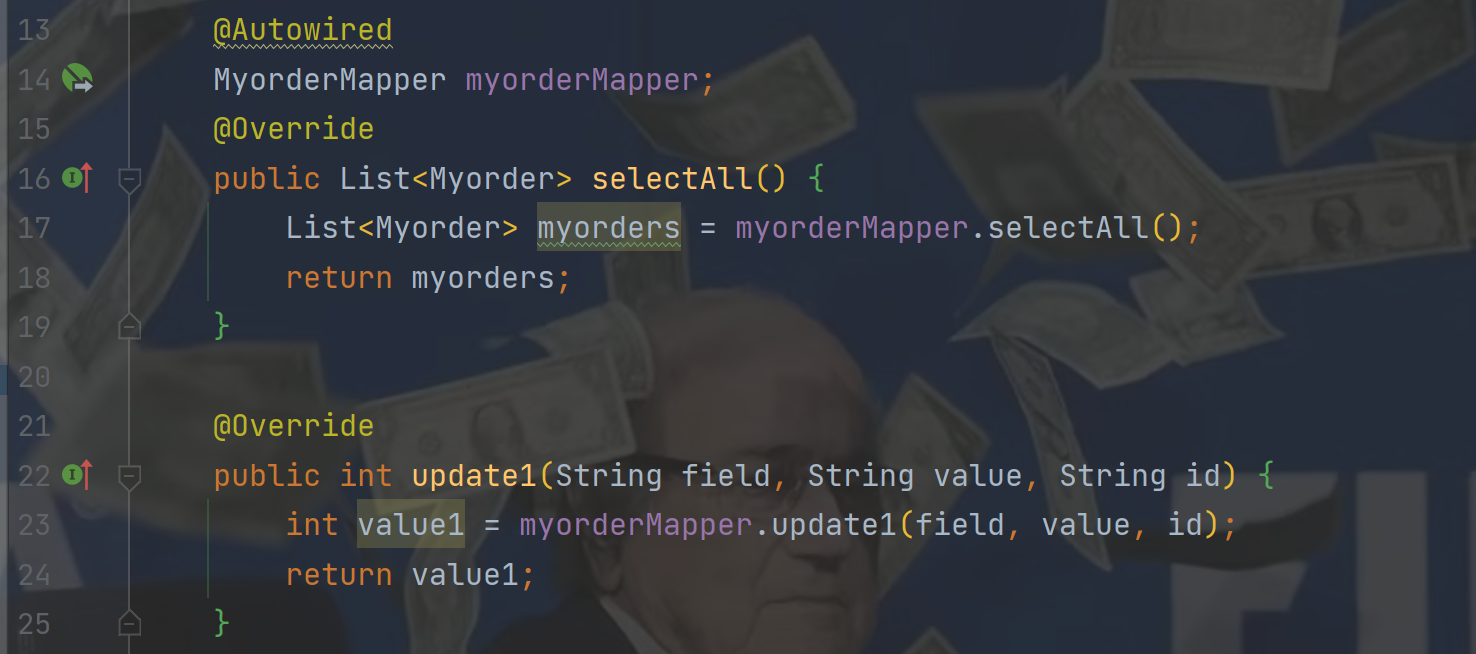 13 @Autowired
14 MyorderMapper myorderMapper;
15 @Override
16 public List<Myorder> selectAll() {
17 List<Myorder> myorders = myorderMapper.selectAll();
18 return myorders;
19 }
20
21 @Override
22 public int update1(String field, String value, String id) {
23 int value1 = myorderMapper.update1(field, value, id);
24 return value1;
25 }